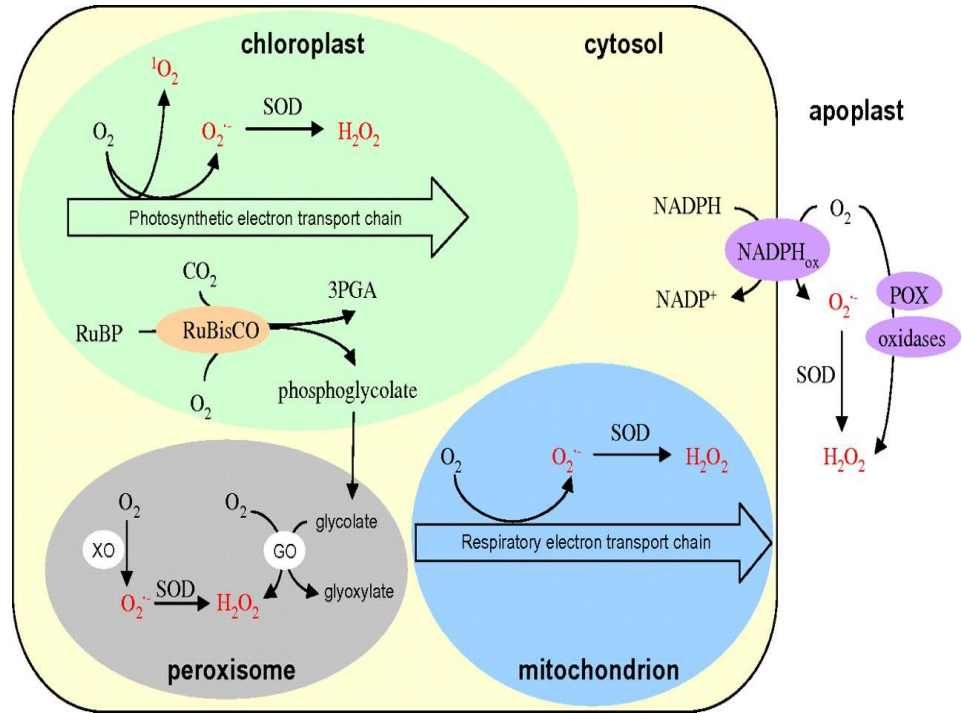 chloroplast
cytosol
apoplast
¹O₂
O₂
O₂·-
SOD
H₂O₂
Photosynthetic electron transport chain
CO₂
3PGA
RuBP
RuBisCO
O₂
phosphoglycolate
NADPH
O₂
NADPHox
NADP⁺
O₂·-
POX
oxidases
SOD
H₂O₂
O₂
O₂
glycolate
XO
GO
O₂·-
SOD
H₂O₂
glyoxylate
peroxisome
O₂
O₂·-
SOD
H₂O₂
Respiratory electron transport chain
mitochondrion